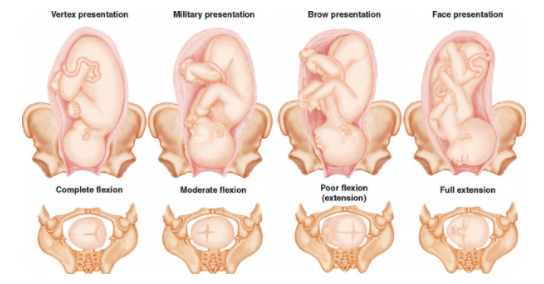 Vertex presentation
Military presentation
Brow presentation
Face presentation
Complete flexion
Moderate flexion
Poor flexion
(extension)
Full extension